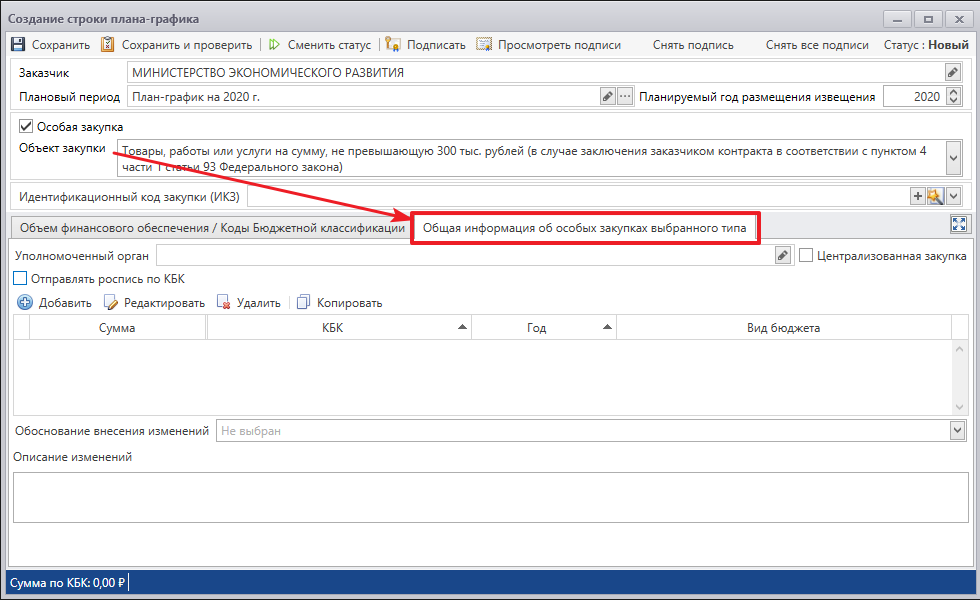 Создание строки плана-графика
Сохранить Сохранить и проверить Сменить статус Подписать Просмотреть подписи Снять подпись Снять все подписи Статус : Новый
Заказчик МИНИСТЕРСТВО ЭКОНОМИЧЕСКОГО РАЗВИТИЯ
Плановый период План-график на 2020 г. Планируемый год размещения извещения 2020
Особая закупка
Объект закупки Товары, работы или услуги на сумму, не превышающую 300 тыс. рублей (в случае заключения заказчиком контракта в соответствии с пунктом 4
части 1 статьи 93 Федерального закона)
Идентификационный код закупки (ИКЗ)
Объем финансового обеспечения / Коды Бюджетной классификации Общая информация об особых закупках выбранного типа
Уполномоченный орган Централизованная закупка
Отправлять роспись по КБК
Добавить Редактировать Удалить Копировать
Сумма КБК Год Вид бюджета
Обоснование внесения изменений Не выбран
Описание изменений
Сумма по КБК: 0,00 ₽